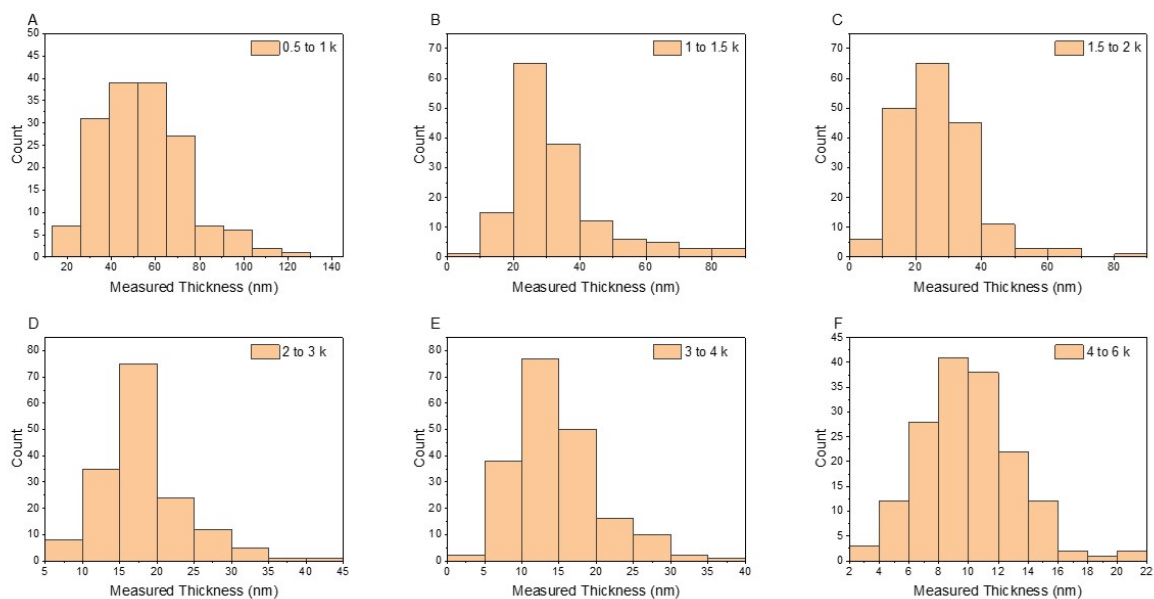 A
0.5 to 1 k
50
45
40
35
30
25
20
15
10
5
0
Count
20 40 60 80 100 120 140
Measured Thickness (nm)
B
1 to 1.5 k
70
60
50
40
30
20
10
0
Count
0 20 40 60 80
Measured Thickness (nm)
C
1.5 to 2 k
70
60
50
40
30
20
10
0
Count
0 20 40 60 80
Measured Thickness (nm)
D
2 to 3 k
80
70
60
50
40
30
20
10
0
Count
5 10 15 20 25 30 35 45
Measured Thickness (nm)
E
3 to 4 k
80
70
60
50
40
30
20
10
0
Count
0 5 10 15 20 25 30 35 40
Measured Thickness (nm)
F
4 to 6 k
45
40
35
30
25
20
15
10
5
0
Count
2 4 6 8 10 12 14 16 18 20 22
Measured Thickness (nm)